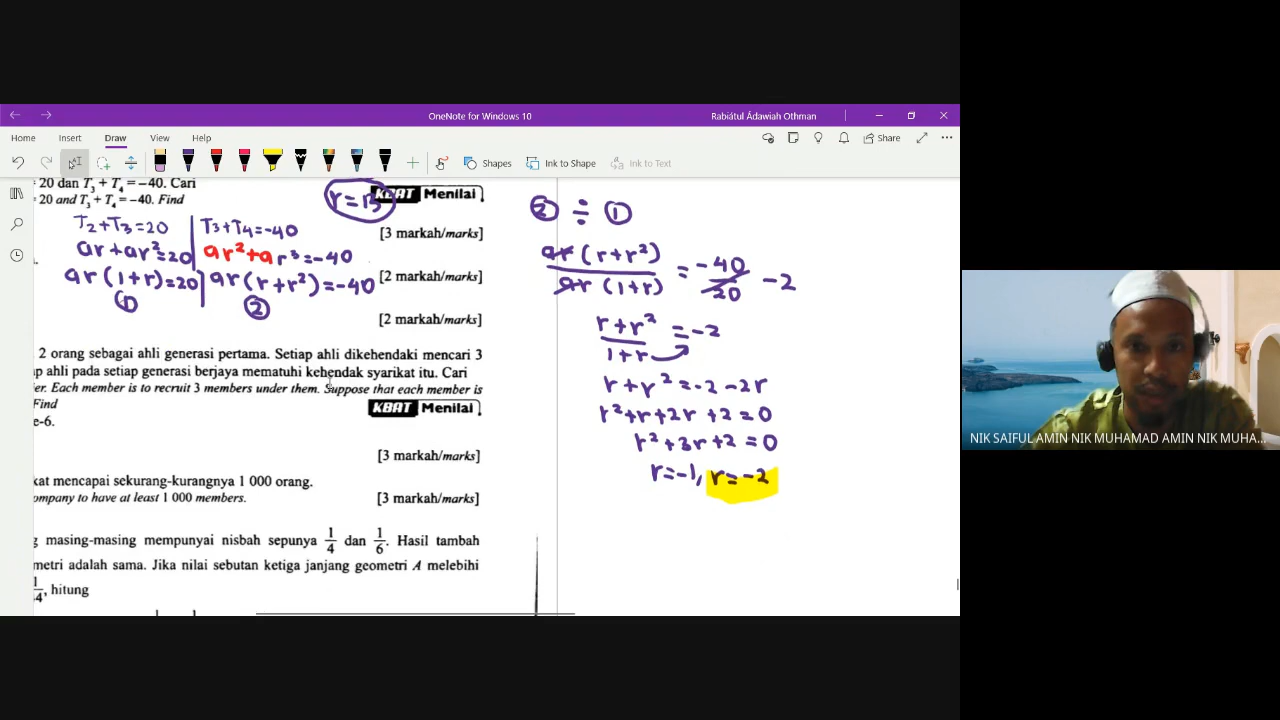 OneNote for Windows 10
Rabiátul Ádawiah Othman
Home Insert Draw View Help
Share
Shapes
Ink to Shape
Ink to Text
= 20 dan T₃ + T₄ = −40. Cari
= 20 and T₃ + T₄ = −40. Find
KBAT Menilai
T₂+T₃=20
T₃+T₄=-40
[3 markah/marks]
ar+ar²=20
ar²+ar³=-40
ar(1+r)=20
ar(r+r²)=-40
[2 markah/marks]
①
②
[2 markah/marks]
2 orang sebagai ahli generasi pertama. Setiap ahli dikehendaki mencari 3
ap ahli pada setiap generasi berjaya mematuhi kehendak syarikat itu. Cari
er. Each member is to recruit 3 members under them. Suppose that each member is
Find
KBAT Menilai
e-6.
[3 markah/marks]
kat mencapai sekurang-kurangnya 1 000 orang.
ompany to have at least 1 000 members.
[3 markah/marks]
g masing-masing mempunyai nisbah sepunya 1/4 dan 1/6. Hasil tambah
metri adalah sama. Jika nilai sebutan ketiga janjang geometri A melebihi
1/4, hitung
② ÷ ①
ar(r+r²)/ar(1+r) = -40/20 -2
r+r²/1+r = -2
r+r²=-2-2r
r²+r+2r+2=0
r²+3r+2=0
r=-1, r=-2
NIK SAIFUL AMIN NIK MUHAMAD AMIN NIK MUHA...